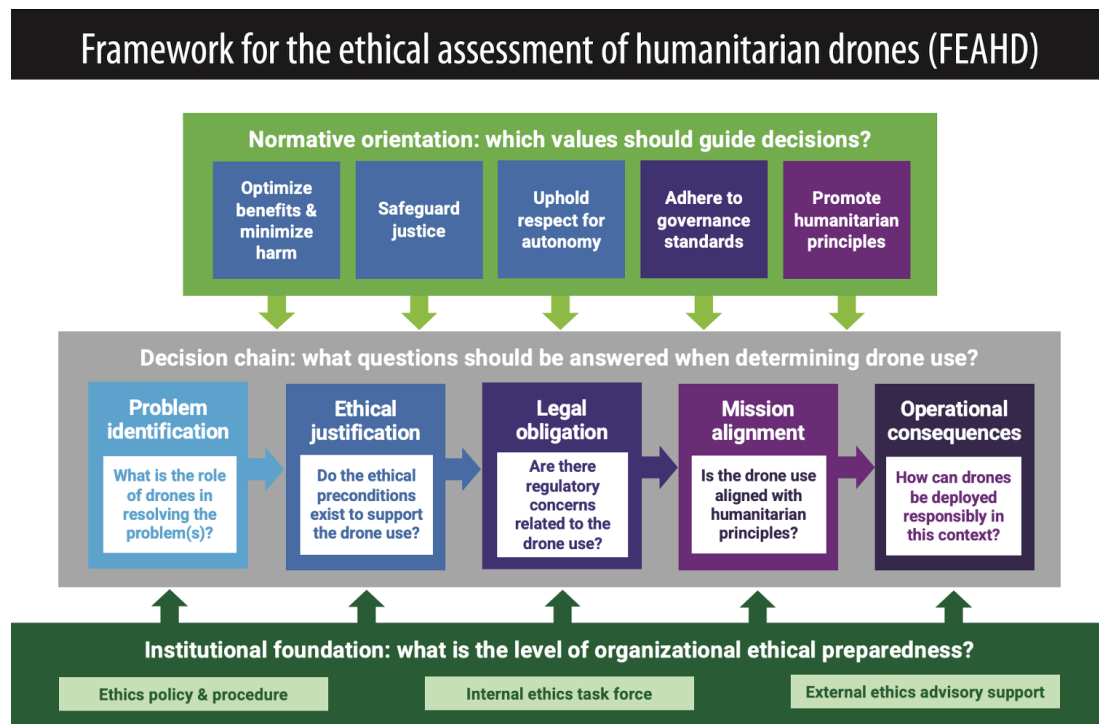 Framework for the ethical assessment of humanitarian drones (FEAHD)
Normative orientation: which values should guide decisions?
Optimize
benefits &
minimize
harm
Safeguard
justice
Uphold
respect for
autonomy
Adhere to
governance
standards
Promote
humanitarian
principles
Decision chain: what questions should be answered when determining drone use?
Problem
identification
What is the role
of drones in
resolving the
problem(s)?
Ethical
justification
Do the ethical
preconditions
exist to support
the drone use?
Legal
obligation
Are there
regulatory
concerns
related to the
drone use?
Mission
alignment
Is the drone use
aligned with
humanitarian
principles?
Operational
consequences
How can drones
be deployed
responsibly in
this context?
Institutional foundation: what is the level of organizational ethical preparedness?
Ethics policy & procedure
Internal ethics task force
External ethics advisory support